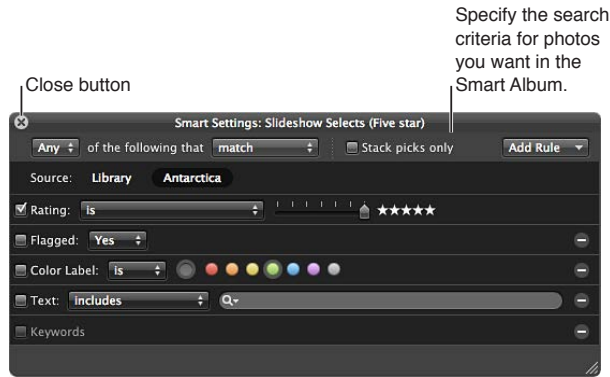 Specify the search
criteria for photos
you want in the
Smart Album.
Close button
Smart Settings: Slideshow Selects (Five star)
Any of the following that match Stack picks only Add Rule
Source: Library Antarctica
Rating: is ★★★★★
Flagged: Yes
Color Label: is
Text: includes
Keywords